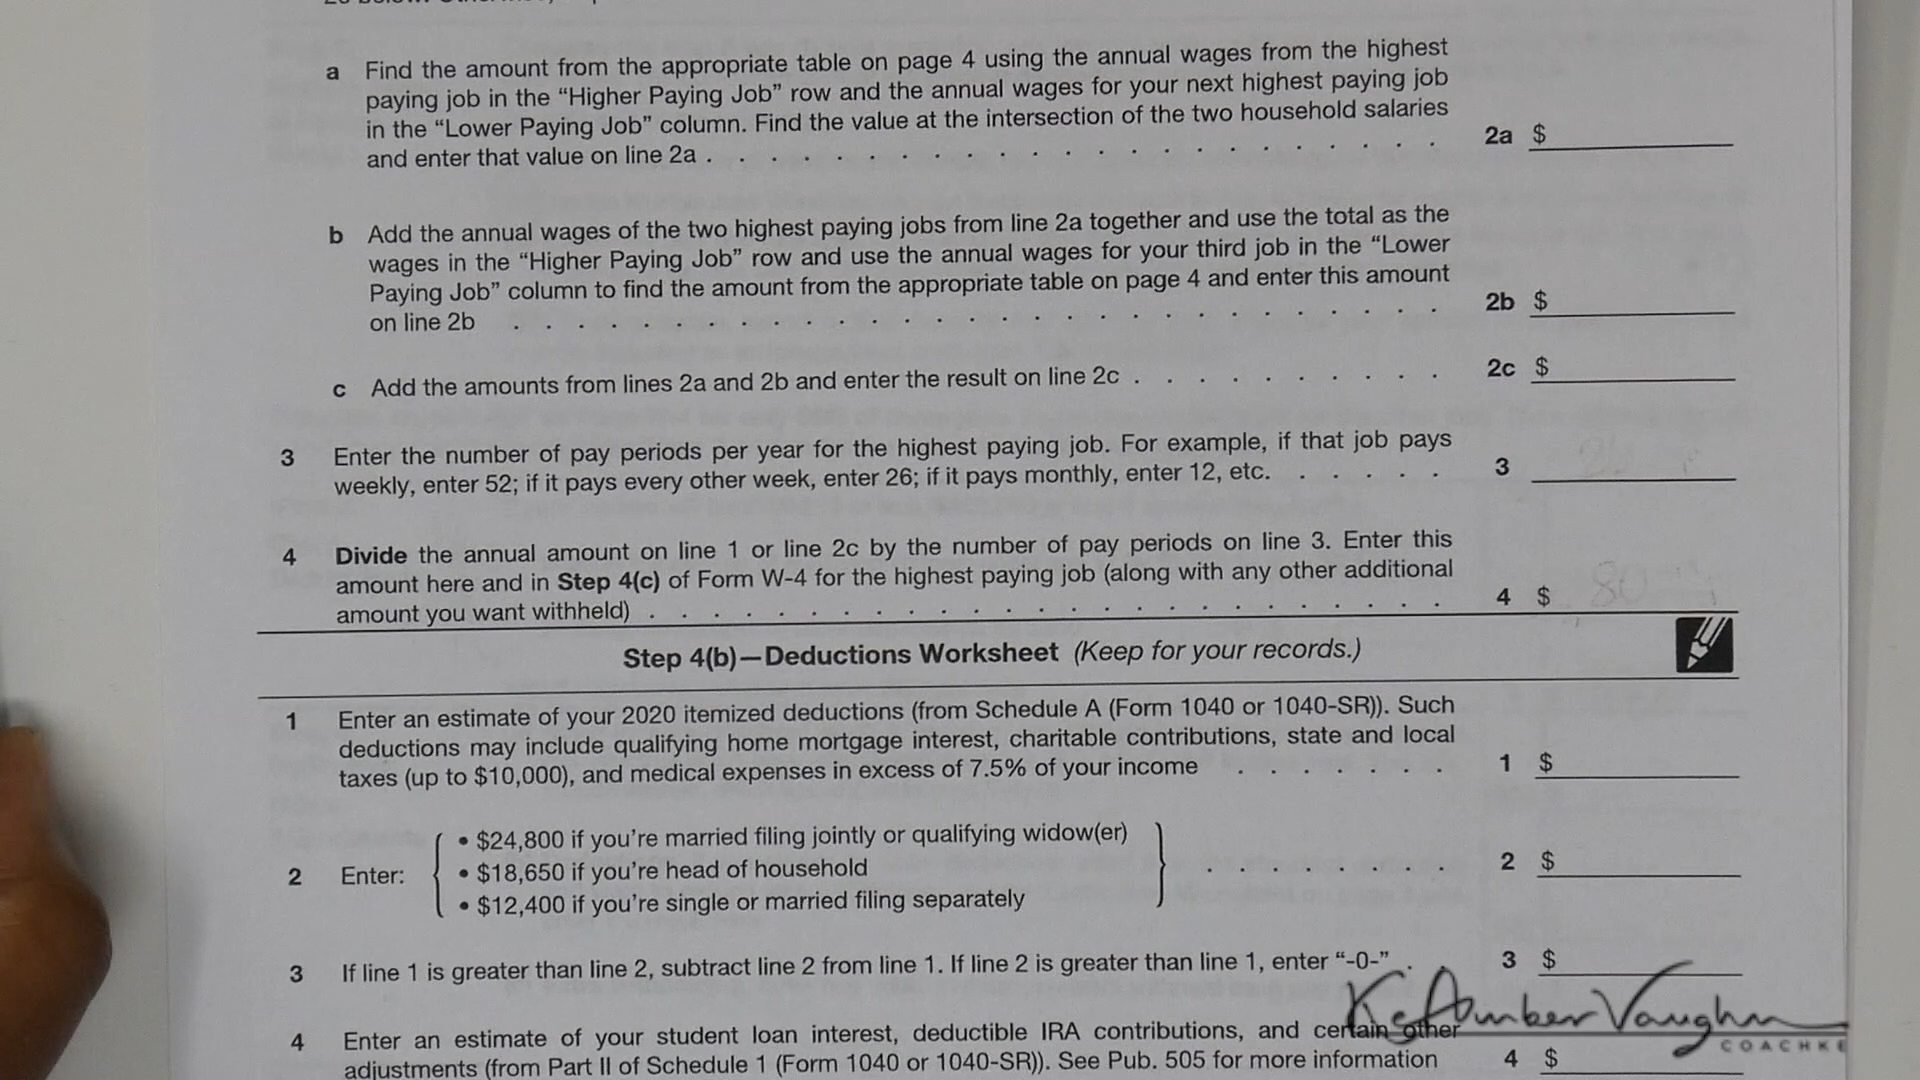 a Find the amount from the appropriate table on page 4 using the annual wages from the highest
paying job in the “Higher Paying Job” row and the annual wages for your next highest paying job
in the “Lower Paying Job” column. Find the value at the intersection of the two household salaries
and enter that value on line 2a . . . . . . . . . . . . . . . . . . . . . . . 2a $
b Add the annual wages of the two highest paying jobs from line 2a together and use the total as the
wages in the “Higher Paying Job” row and use the annual wages for your third job in the “Lower
Paying Job” column to find the amount from the appropriate table on page 4 and enter this amount
on line 2b . . . . . . . . . . . . . . . . . . . . . . . . . . . . . 2b $
c Add the amounts from lines 2a and 2b and enter the result on line 2c . . . . . . . . . . 2c $
3 Enter the number of pay periods per year for the highest paying job. For example, if that job pays
weekly, enter 52; if it pays every other week, enter 26; if it pays monthly, enter 12, etc. . . . . . 3
4 Divide the annual amount on line 1 or line 2c by the number of pay periods on line 3. Enter this
amount here and in Step 4(c) of Form W-4 for the highest paying job (along with any other additional
amount you want withheld) . . . . . . . . . . . . . . . . . . . . . . . . . 4 $ 80
Step 4(b)—Deductions Worksheet (Keep for your records.)
1 Enter an estimate of your 2020 itemized deductions (from Schedule A (Form 1040 or 1040-SR)). Such
deductions may include qualifying home mortgage interest, charitable contributions, state and local
taxes (up to $10,000), and medical expenses in excess of 7.5% of your income . . . . . . . 1 $
• $24,800 if you’re married filing jointly or qualifying widow(er)
2 Enter: • $18,650 if you’re head of household . . . . . . . . 2 $
• $12,400 if you’re single or married filing separately
3 If line 1 is greater than line 2, subtract line 2 from line 1. If line 2 is greater than line 1, enter “-0-” . . 3 $
4 Enter an estimate of your student loan interest, deductible IRA contributions, and certain other
adjustments (from Part II of Schedule 1 (Form 1040 or 1040-SR)). See Pub. 505 for more information 4 $
Vaughn
COACHKE